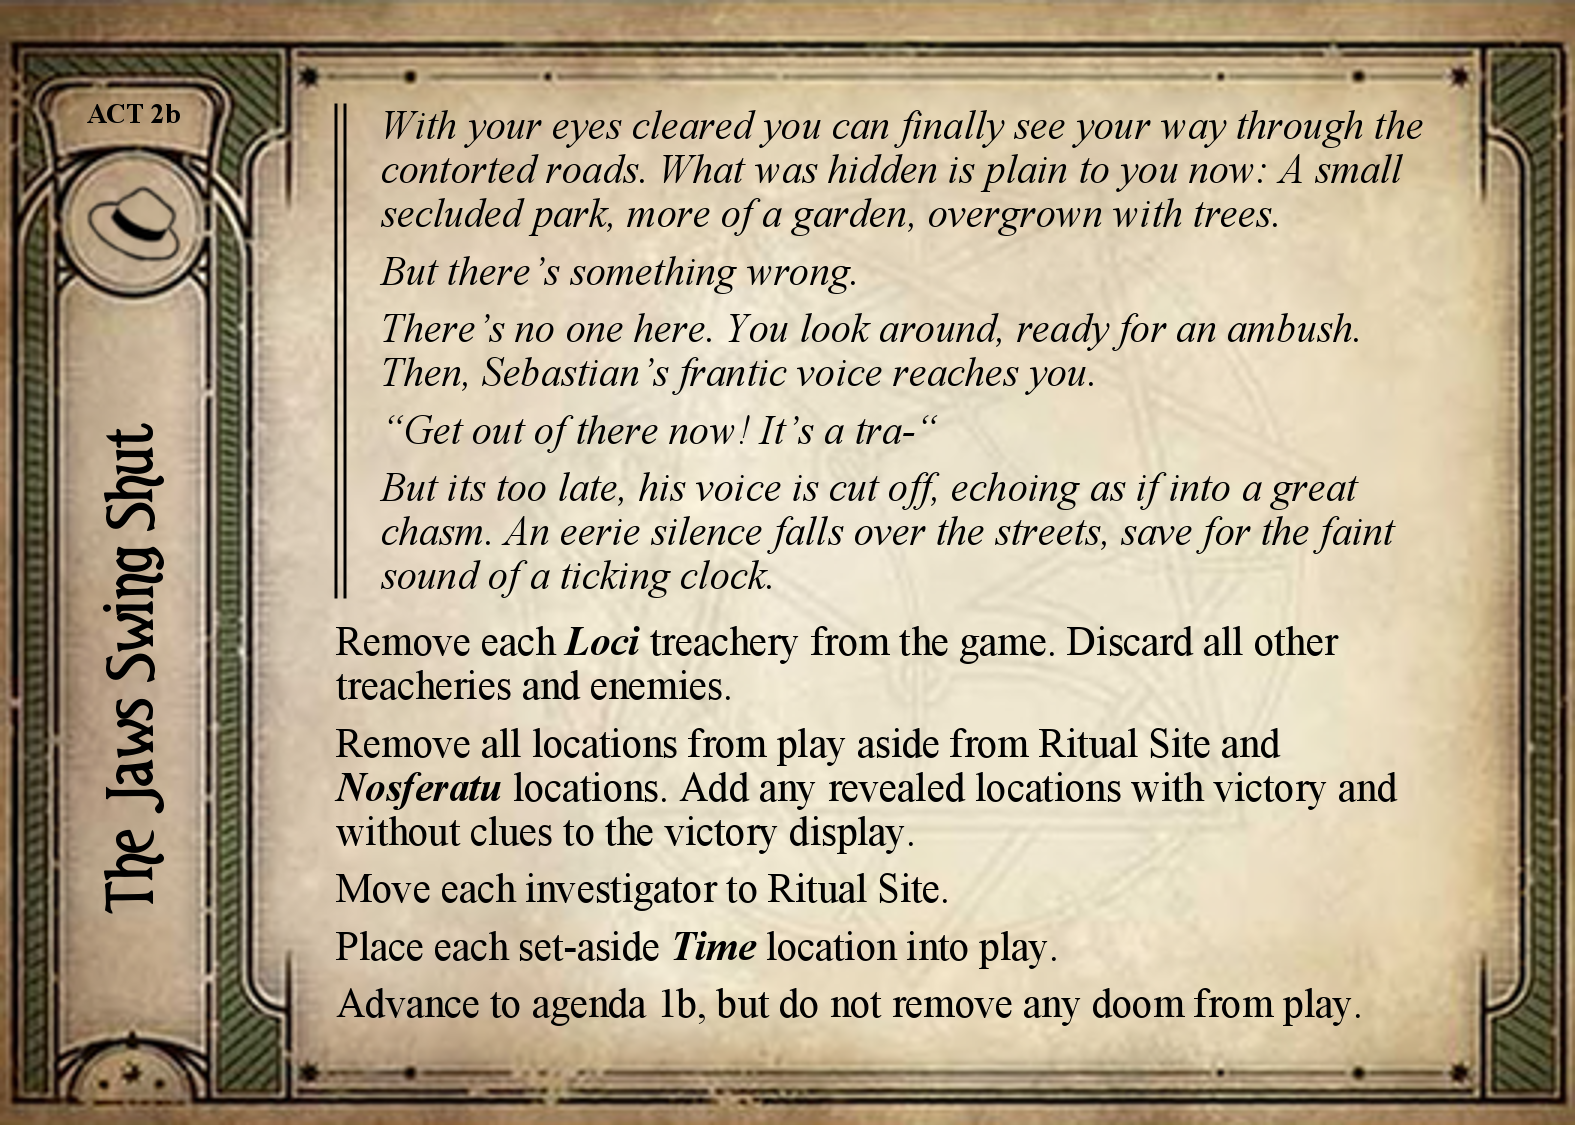 ACT 2b
The Jaws Swing Shut
With your eyes cleared you can finally see your way through the
contorted roads. What was hidden is plain to you now: A small
secluded park, more of a garden, overgrown with trees.
But there’s something wrong.
There’s no one here. You look around, ready for an ambush.
Then, Sebastian’s frantic voice reaches you.
“Get out of there now! It’s a tra-“
But its too late, his voice is cut off, echoing as if into a great
chasm. An eerie silence falls over the streets, save for the faint
sound of a ticking clock.
Remove each Loci treachery from the game. Discard all other
treacheries and enemies.
Remove all locations from play aside from Ritual Site and
Nosferatu locations. Add any revealed locations with victory and
without clues to the victory display.
Move each investigator to Ritual Site.
Place each set-aside Time location into play.
Advance to agenda 1b, but do not remove any doom from play.